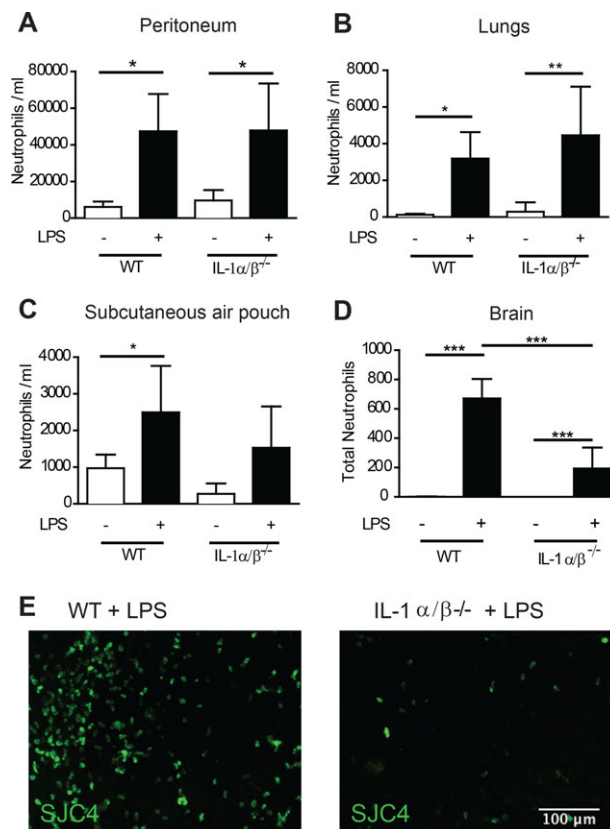 A Peritoneum
Neutrophils / ml
80000
60000
40000
20000
0
* *
LPS - + - +
WT IL-1α/β-/-
B Lungs
Neutrophils / ml
8000
6000
4000
2000
0
* **
LPS - + - +
WT IL-1α/β-/-
C Subcutaneous air pouch
Neutrophils / ml
4000
3000
2000
1000
0
*
LPS - + - +
WT IL-1α/β-/-
D Brain
Total Neutrophils
1000
800
600
400
200
0
*** *** ***
LPS - + - +
WT IL-1 α/β-/-
E WT + LPS IL-1 α/β-/- + LPS
SJC4 SJC4
100 µm